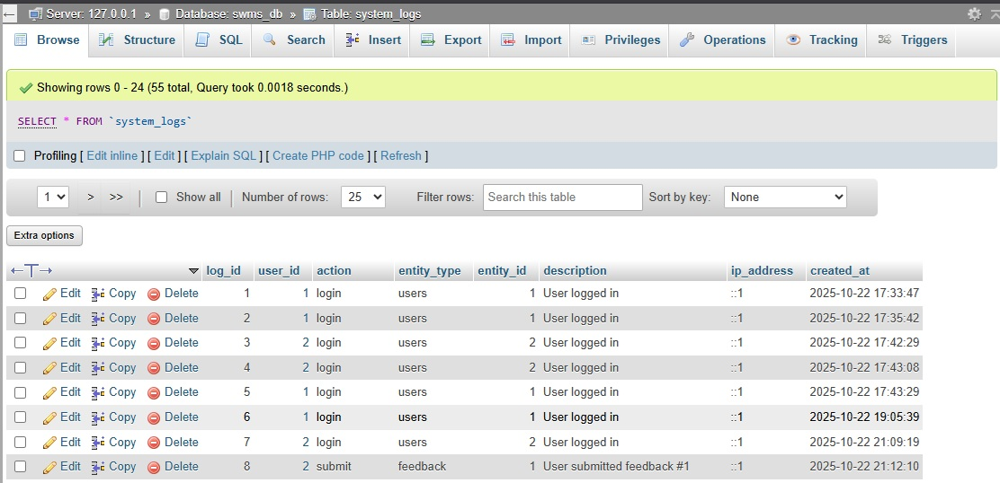 Server: 127.0.0.1 » Database: swms_db » Table: system_logs
Browse Structure SQL Search Insert Export Import Privileges Operations Tracking Triggers
Showing rows 0 - 24 (55 total, Query took 0.0018 seconds.)
SELECT * FROM `system_logs`
Profiling [ Edit inline ] [ Edit ] [ Explain SQL ] [ Create PHP code ] [ Refresh ]
1 > >> | Show all | Number of rows: 25 Filter rows: Search this table Sort by key: None
Extra options
←T→ log_id user_id action entity_type entity_id description ip_address created_at
Edit Copy Delete 1 1 login users 1 User logged in ::1 2025-10-22 17:33:47
Edit Copy Delete 2 1 login users 1 User logged in ::1 2025-10-22 17:35:42
Edit Copy Delete 3 2 login users 2 User logged in ::1 2025-10-22 17:42:29
Edit Copy Delete 4 2 login users 2 User logged in ::1 2025-10-22 17:43:08
Edit Copy Delete 5 1 login users 1 User logged in ::1 2025-10-22 17:43:29
Edit Copy Delete 6 1 login users 1 User logged in ::1 2025-10-22 19:05:39
Edit Copy Delete 7 2 login users 2 User logged in ::1 2025-10-22 21:09:19
Edit Copy Delete 8 2 submit feedback 1 User submitted feedback #1 ::1 2025-10-22 21:12:10